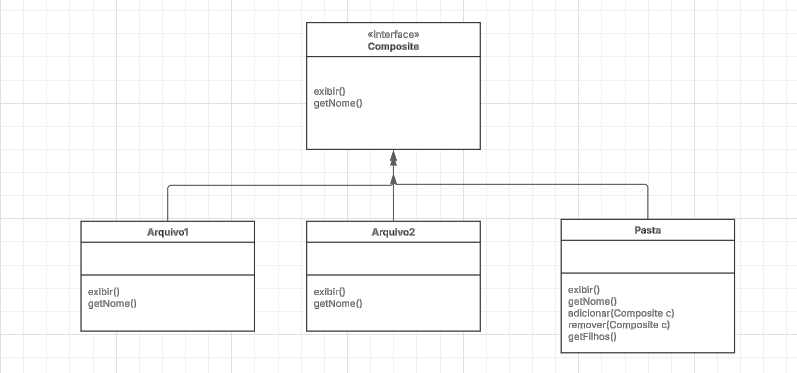 «interface»
Composite
exibir()
getNome()
Arquivo1
exibir()
getNome()
Arquivo2
exibir()
getNome()
Pasta
exibir()
getNome()
adicionar(Composite c)
remover(Composite c)
getFilhos()